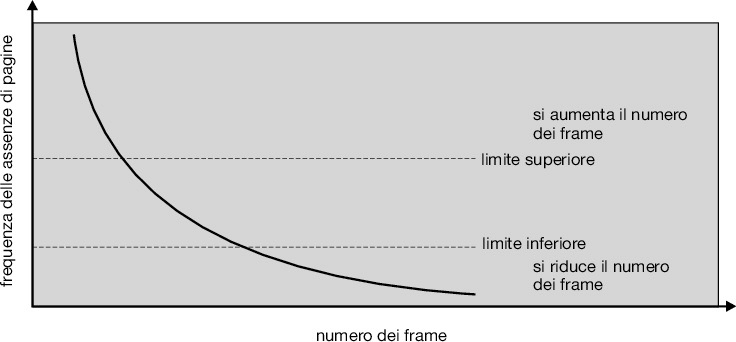 frequenza delle assenze di pagine
si aumenta il numero
dei frame
limite superiore
limite inferiore
si riduce il numero
dei frame
numero dei frame